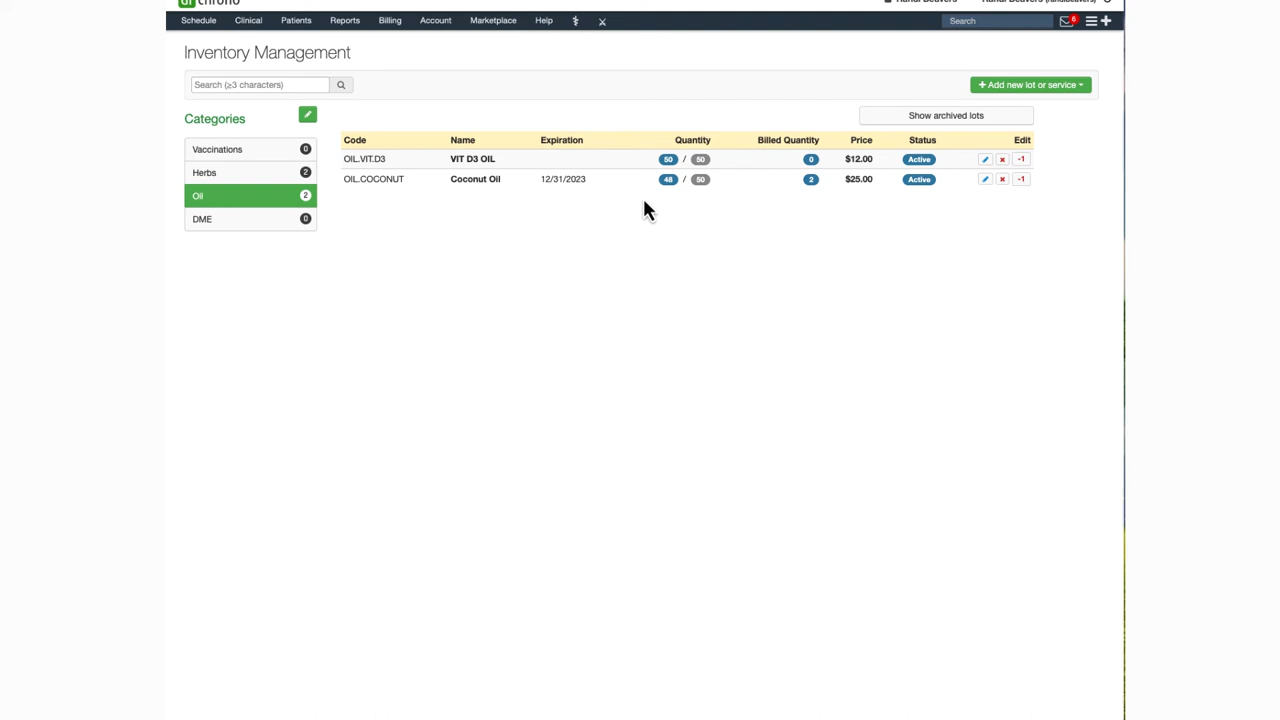 chrono
Schedule Clinical Patients Reports Billing Account Marketplace Help Search 6
Inventory Management
Search (≥3 characters) + Add new lot or service
Categories
Show archived lots
Code Name Expiration Quantity Billed Quantity Price Status Edit
Vaccinations 0
OIL.VIT.D3 VIT D3 OIL 50 / 50 0 $12.00 Active -1
Herbs 2
OIL.COCONUT Coconut Oil 12/31/2023 48 / 50 2 $25.00 Active -1
Oil 2
DME 0